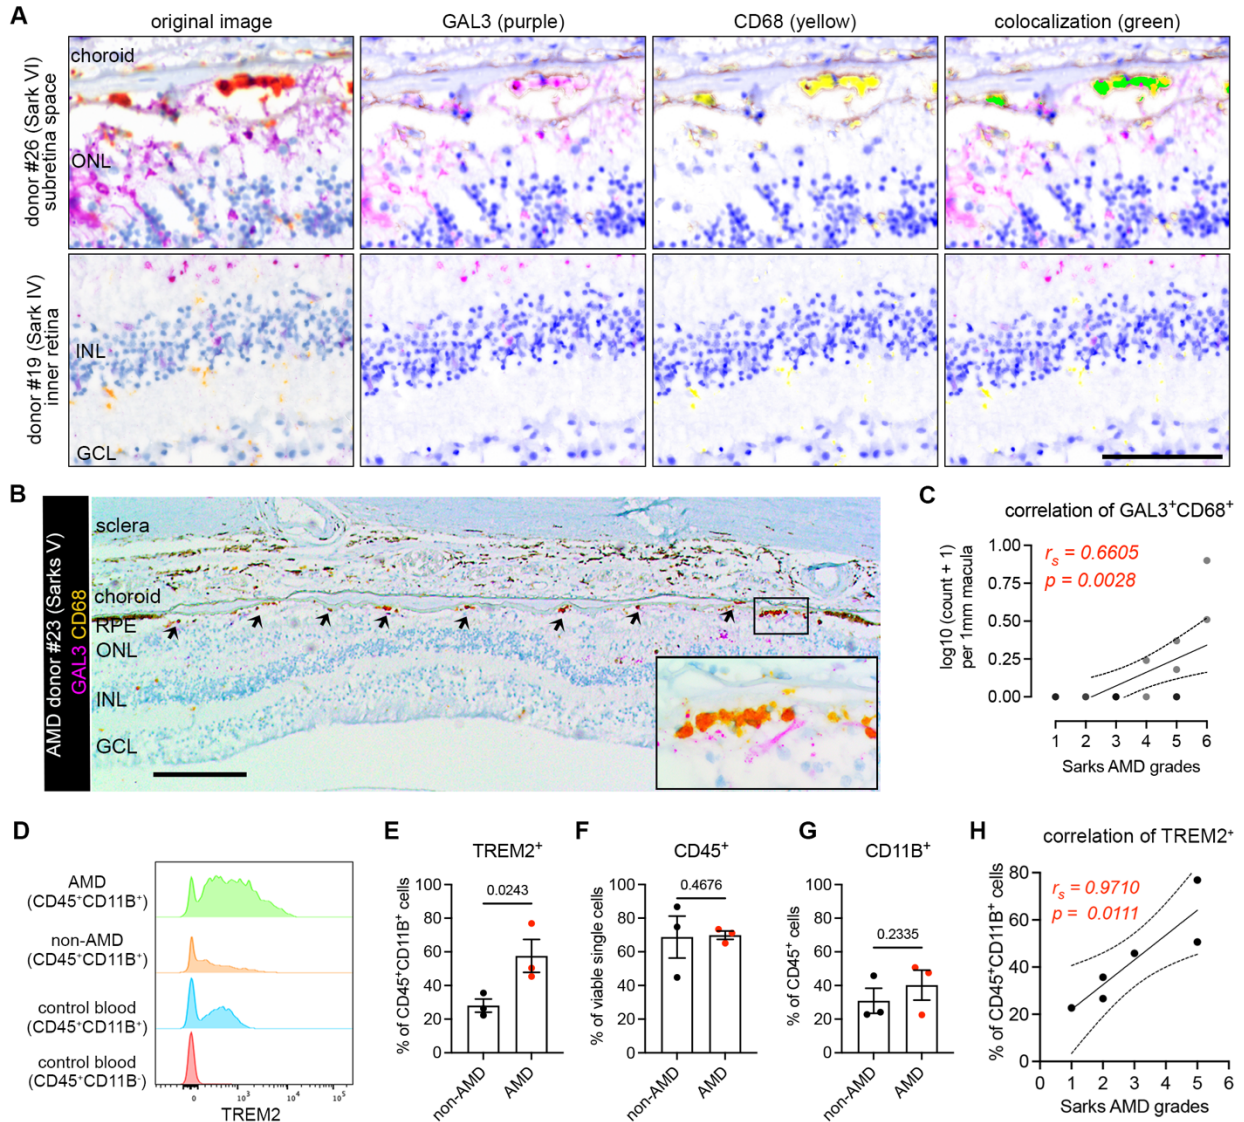 A
original image
GAL3 (purple)
CD68 (yellow)
colocalization (green)
donor #26 (Sark VI)
subretina space
choroid
ONL
donor #19 (Sark IV)
inner retina
INL
GCL
B
AMD donor #23 (Sarks V)
GAL3 CD68
sclera
choroid
RPE
ONL
INL
GCL
C
correlation of GAL3⁺CD68⁺
r_s = 0.6605
p = 0.0028
log10 (count + 1)
per 1mm macula
1.00
0.75
0.50
0.25
0.00
1 2 3 4 5 6
Sarks AMD grades
D
AMD
(CD45⁺CD11B⁺)
non-AMD
(CD45⁺CD11B⁺)
control blood
(CD45⁺CD11B⁺)
control blood
(CD45⁺CD11B⁻)
0 10³ 10⁴ 10⁵
TREM2
E
TREM2⁺
0.0243
% of CD45⁺CD11B⁺ cells
100
80
60
40
20
0
non-AMD
AMD
F
CD45⁺
0.4676
% of viable single cells
100
80
60
40
20
0
non-AMD
AMD
G
CD11B⁺
0.2335
% of CD45⁺ cells
100
80
60
40
20
0
non-AMD
AMD
H
correlation of TREM2⁺
r_s = 0.9710
p = 0.0111
% of CD45⁺CD11B⁺ cells
80
60
40
20
0
0 1 2 3 4 5 6
Sarks AMD grades